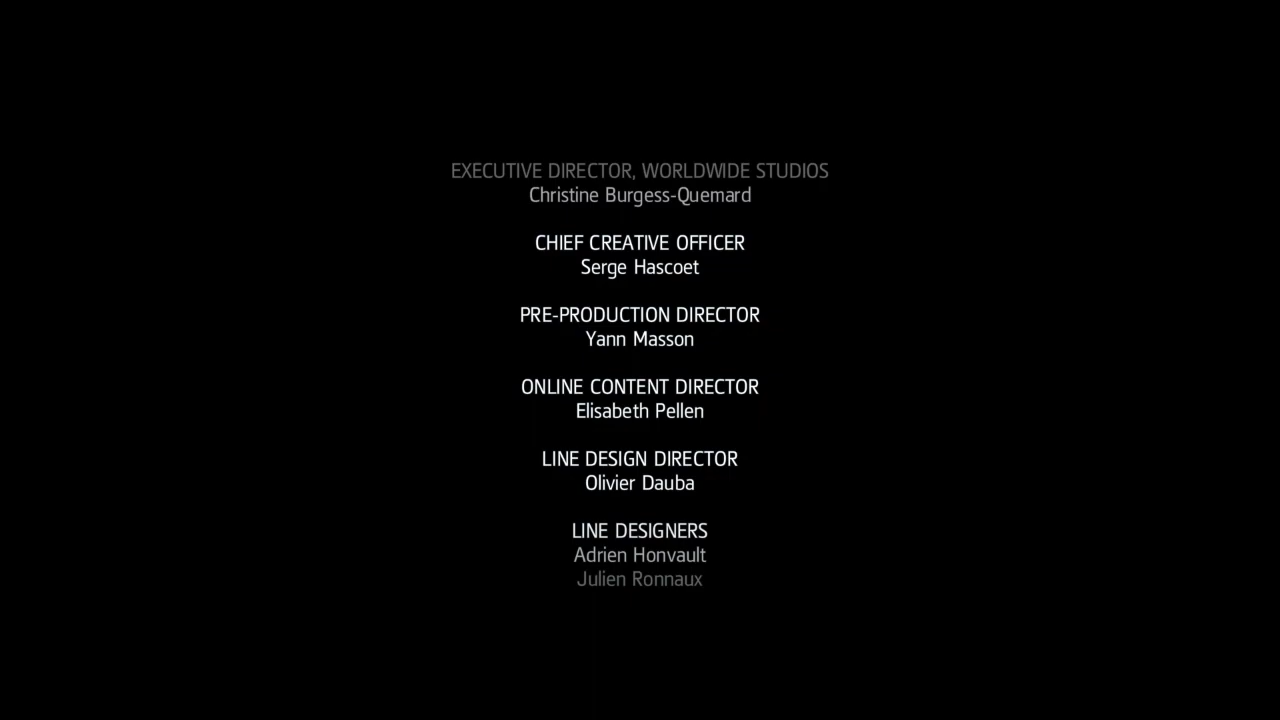 EXECUTIVE DIRECTOR, WORLDWIDE STUDIOS
Christine Burgess-Quemard
CHIEF CREATIVE OFFICER
Serge Hascoet
PRE-PRODUCTION DIRECTOR
Yann Masson
ONLINE CONTENT DIRECTOR
Elisabeth Pellen
LINE DESIGN DIRECTOR
Olivier Dauba
LINE DESIGNERS
Adrien Honvault
Julien Ronnaux